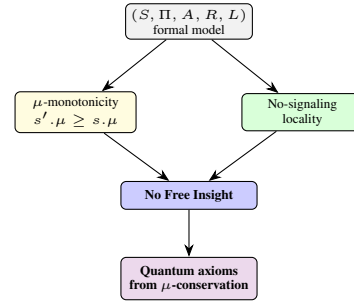 (S, Π, A, R, L)
formal model
μ-monotonicity
s′.μ ≥ s.μ
No-signaling
locality
No Free Insight
Quantum axioms
from μ-conservation